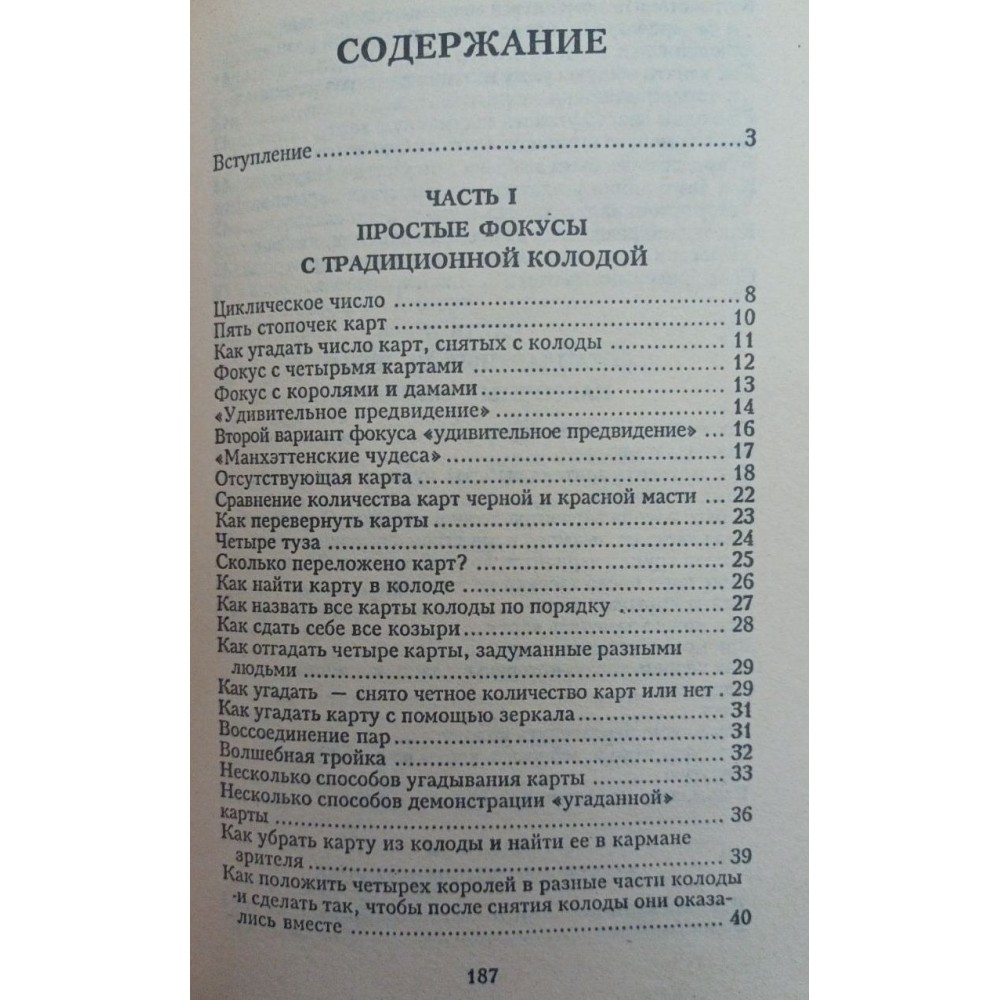 СОДЕРЖАНИЕ
Вступление ........................................................ 3
ЧАСТЬ I
ПРОСТЫЕ ФОКУСЫ
С ТРАДИЦИОННОЙ КОЛОДОЙ
Циклическое число ............................................. 8
Пять стопочек карт ............................................. 10
Как угадать число карт, снятых с колоды ............... 11
Фокус с четырьмя картами ................................... 12
Фокус с королями и дамами ................................. 13
«Удивительное предвидение» ............................... 14
Второй вариант фокуса «удивительное предвидение» ... 16
«Манхэттенские чудеса» ...................................... 17
Отсутствующая карта .......................................... 18
Сравнение количества карт черной и красной масти ... 22
Как перевернуть карты ........................................ 23
Четыре туза ...................................................... 24
Сколько переложено карт? ................................... 25
Как найти карту в колоде .................................... 26
Как назвать все карты колоды по порядку .............. 27
Как сдать себе все козыри ................................... 28
Как отгадать четыре карты, задуманные разными
людьми ............................................................ 29
Как угадать — снято четное количество карт или нет . 29
Как угадать карту с помощью зеркала ................... 31
Воссоединение пар ............................................. 31
Волшебная тройка .............................................. 32
Несколько способов угадывания карты .................. 33
Несколько способов демонстрации «угаданной»
карты .............................................................. 36
Как убрать карту из колоды и найти ее в кармане
зрителя ............................................................ 39
Как положить четырех королей в разные части колоды
и сделать так, чтобы после снятия колоды они оказа-
лись вместе ...................................................... 40
187